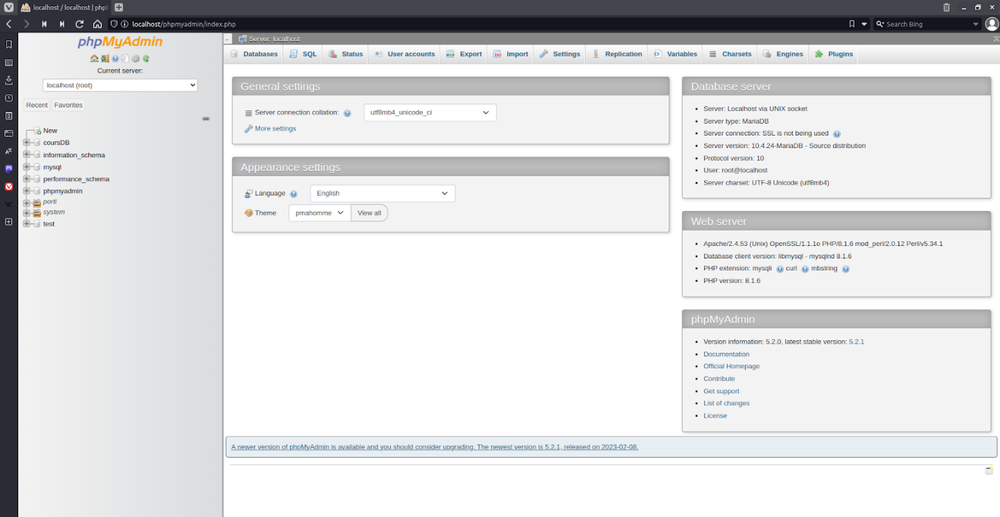 localhost / localhost | php
localhost/phpmyadmin/index.php
Search Bing
phpMyAdmin
Current server:
localhost (root)
Recent
Favorites
New
coursDB
information_schema
mysql
performance_schema
phpmyadmin
porti
system
test
Server: localhost
Databases
SQL
Status
User accounts
Export
Import
Settings
Replication
Variables
Charsets
Engines
Plugins
General settings
Server connection collation:
utf8mb4_unicode_ci
More settings
Appearance settings
Language
English
Theme
pmahomme
View all
Database server
Server: Localhost via UNIX socket
Server type: MariaDB
Server connection: SSL is not being used
Server version: 10.4.24-MariaDB - Source distribution
Protocol version: 10
User: root@localhost
Server charset: UTF-8 Unicode (utf8mb4)
Web server
Apache/2.4.53 (Unix) OpenSSL/1.1.1o PHP/8.1.6 mod_perl/2.0.12 Perl/v5.34.1
Database client version: libmysql - mysqlnd 8.1.6
PHP extension: mysqli curl mbstring
PHP version: 8.1.6
phpMyAdmin
Version information: 5.2.0, latest stable version: 5.2.1
Documentation
Official Homepage
Contribute
Get support
List of changes
License
A newer version of phpMyAdmin is available and you should consider upgrading. The newest version is 5.2.1, released on 2023-02-08.